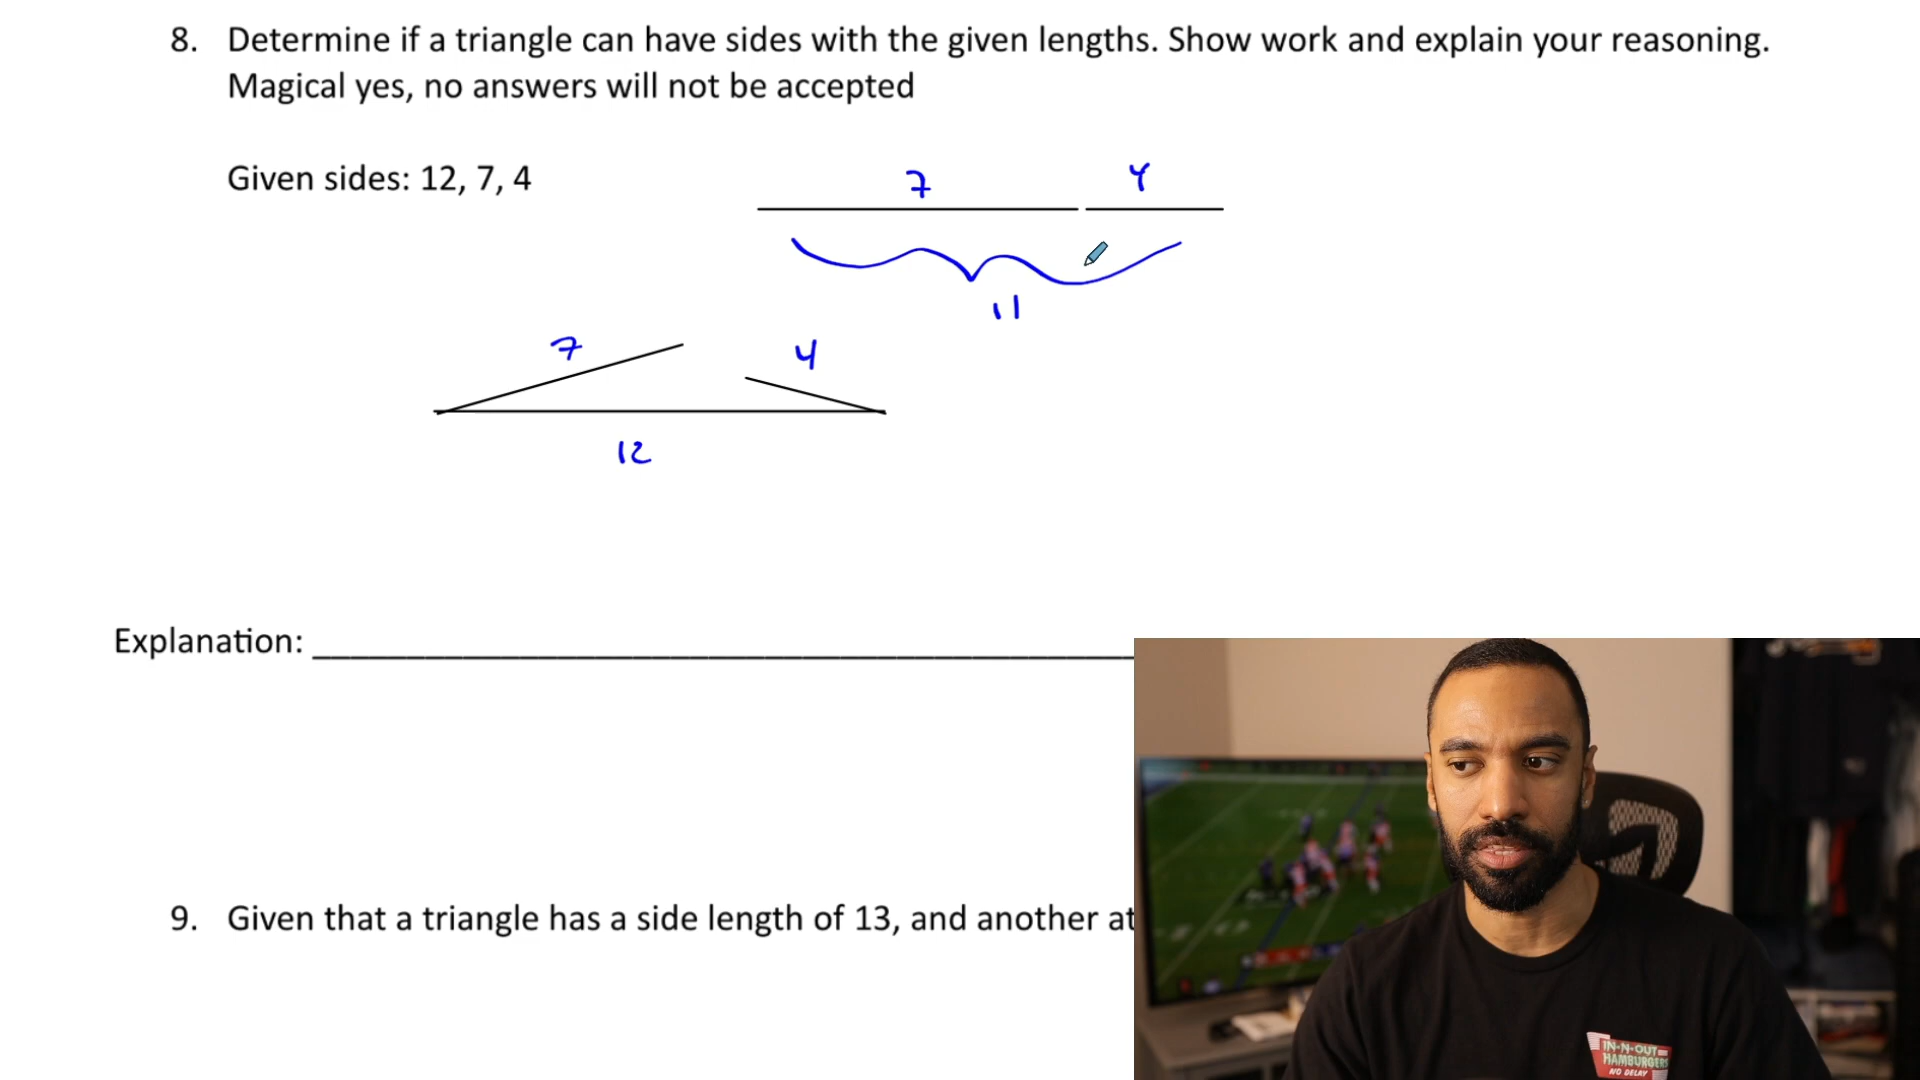 8. Determine if a triangle can have sides with the given lengths. Show work and explain your reasoning.
Magical yes, no answers will not be accepted
Given sides: 12, 7, 4
7 4
11
7 4
12
Explanation:
9. Given that a triangle has a side length of 13, and another at
IN-N-OUT
HAMBURGERS
NO DELAY